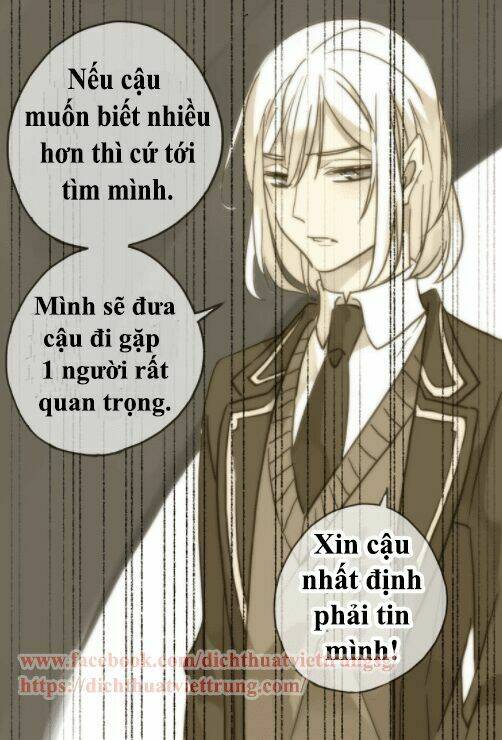 Nếu cậu
muốn biết nhiều
hơn thì cứ tới
tìm mình.
Mình sẽ đưa
cậu đi gặp
1 người rất
quan trọng.
Xin cậu
nhất định
phải tin
mình!
www.facebook.com/dichthuatviettrungsg/
https://dichthuatviettrung.com